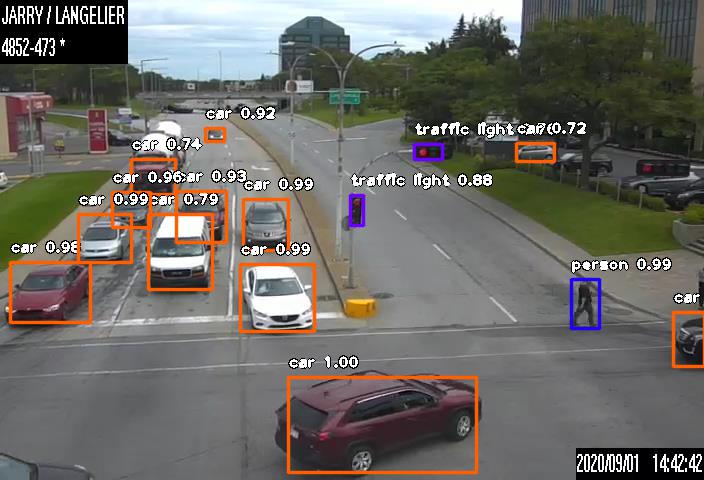 JARRY / LANGELIER
4852-473 *
car 0.92
traffic light
car 0.72
car 0.74
car 0.96
0.93
car 0.99
traffic light 0.88
0.99
car 0.79
car 0.98
car 0.99
person 0.99
car
car 1.00
2020/09/01 14:42:42